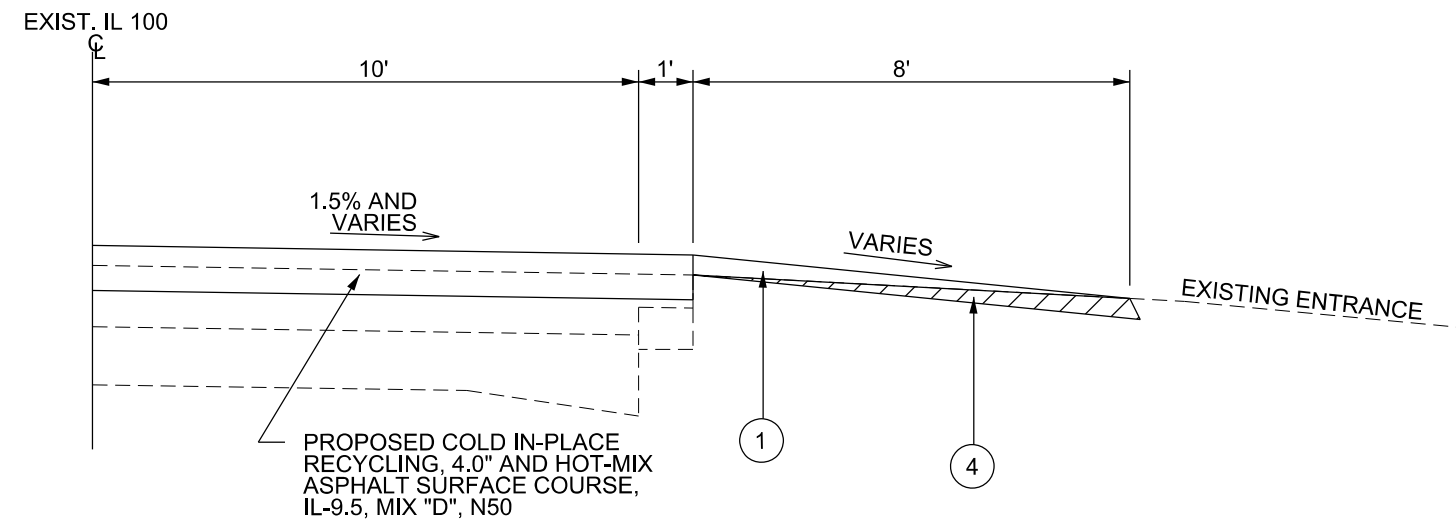 EXIST. IL 100
℄
10'
1'
8'
1.5% AND
VARIES
VARIES
EXISTING ENTRANCE
PROPOSED COLD IN-PLACE
RECYCLING, 4.0" AND HOT-MIX
ASPHALT SURFACE COURSE,
IL-9.5, MIX "D", N50
1
4